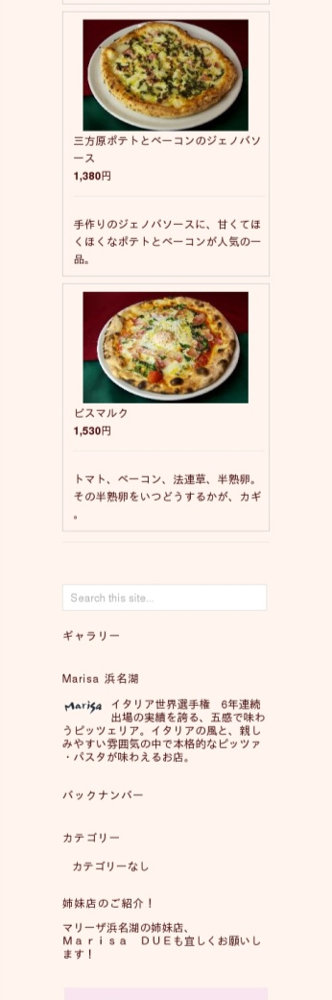 三方原ポテトとベーコンのジェノバソ
ース
1,380円
手作りのジェノバソースに、甘くてほ
くほくなポテトとベーコンが人気の一
品。
ビスマルク
1,530円
トマト、ベーコン、法連草、半熟卵。
その半熟卵をいつどうするかが、カギ
。
Search this site...
ギャラリー
Marisa 浜名湖
Marisa イタリア世界選手権　6年連続
出場の実績を誇る、五感で味わ
うピッツェリア。イタリアの風と、親し
みやすい雰囲気の中で本格的なピッツァ
・パスタが味わえるお店。
バックナンバー
カテゴリー
カテゴリーなし
姉妹店のご紹介！
マリーザ浜名湖の姉妹店、
Ｍａｒｉｓａ　ＤＵＥも宜しくお願いし
ます！